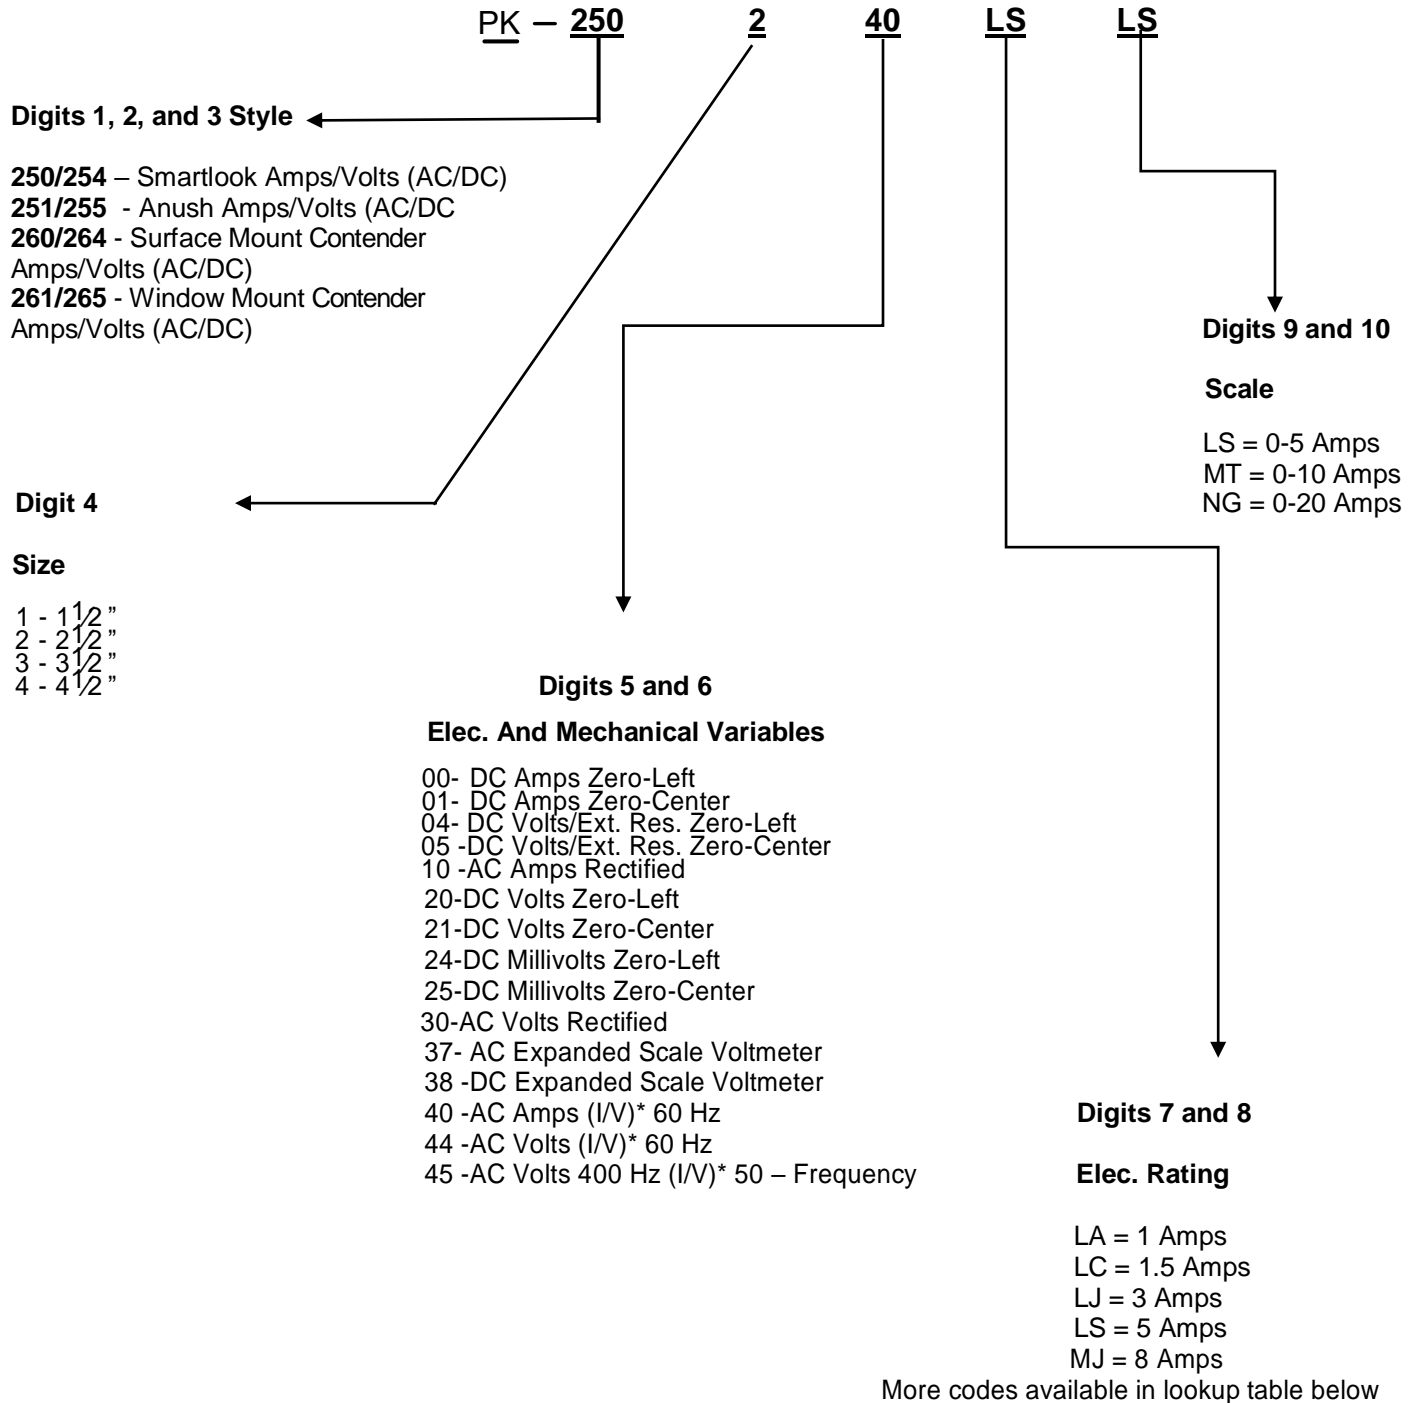 PK – 250 2 40 LS LS
Digits 1, 2, and 3 Style
250/254 – Smartlook Amps/Volts (AC/DC)
251/255 - Anush Amps/Volts (AC/DC
260/264 - Surface Mount Contender
Amps/Volts (AC/DC)
261/265 - Window Mount Contender
Amps/Volts (AC/DC)
Digits 9 and 10
Scale
LS = 0-5 Amps
MT = 0-10 Amps
NG = 0-20 Amps
Digit 4
Size
1 - 1 1/2 ”
2 - 2 1/2 ”
3 - 3 1/2 ”
4 - 4 1/2 ”
Digits 5 and 6
Elec. And Mechanical Variables
00- DC Amps Zero-Left
01- DC Amps Zero-Center
04- DC Volts/Ext. Res. Zero-Left
05 -DC Volts/Ext. Res. Zero-Center
10 -AC Amps Rectified
20-DC Volts Zero-Left
21-DC Volts Zero-Center
24-DC Millivolts Zero-Left
25-DC Millivolts Zero-Center
30-AC Volts Rectified
37- AC Expanded Scale Voltmeter
38 -DC Expanded Scale Voltmeter
40 -AC Amps (I/V)* 60 Hz
44 -AC Volts (I/V)* 60 Hz
45 -AC Volts 400 Hz (I/V)* 50 – Frequency
Digits 7 and 8
Elec. Rating
LA = 1 Amps
LC = 1.5 Amps
LJ = 3 Amps
LS = 5 Amps
MJ = 8 Amps
More codes available in lookup table below